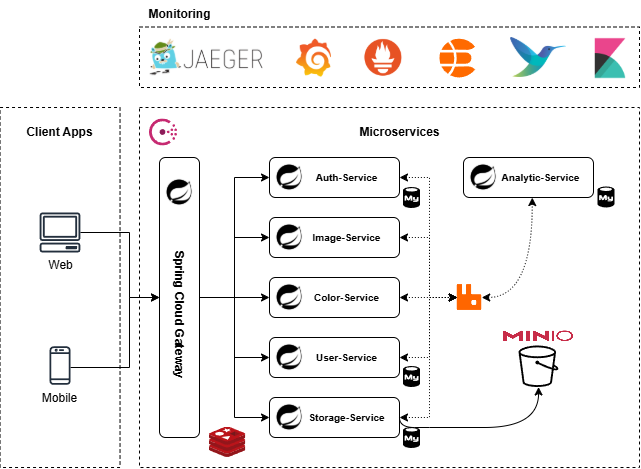 Monitoring
JAEGER
Client Apps
Microservices
Auth-Service
My
Analytic-Service
My
Web
Spring Cloud Gateway
Image-Service
Color-Service
MINIO
User-Service
My
Mobile
Storage-Service
My